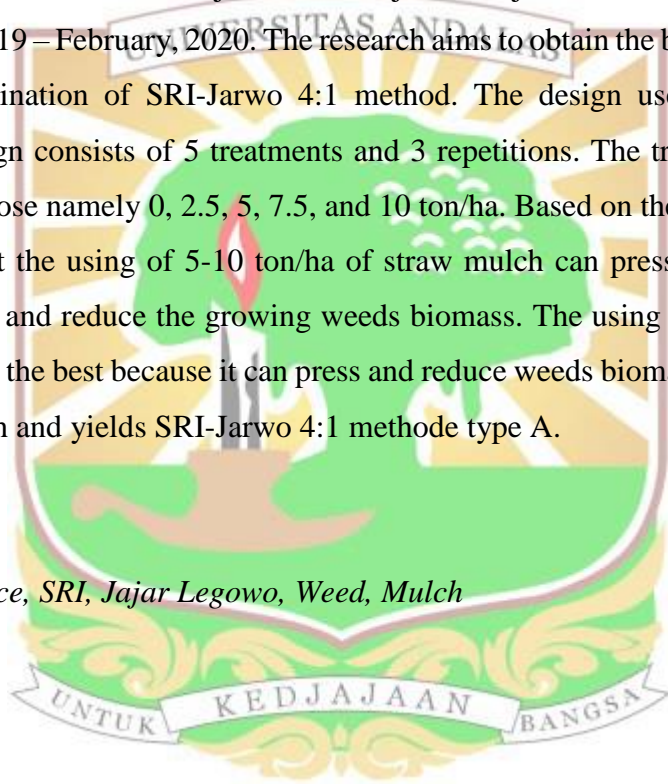 UNIVERSITAS ANDALAS
19 – February, 2020. The research aims to obtain the b
ination of SRI-Jarwo 4:1 method. The design us
gn consists of 5 treatments and 3 repetitions. The tr
ose namely 0, 2.5, 5, 7.5, and 10 ton/ha. Based on the
t the using of 5-10 ton/ha of straw mulch can press
and reduce the growing weeds biomass. The using
the best because it can press and reduce weeds biom
n and yields SRI-Jarwo 4:1 methode type A.
ce, SRI, Jajar Legowo, Weed, Mulch
UNTUK KEDJAJAAN BANGSA